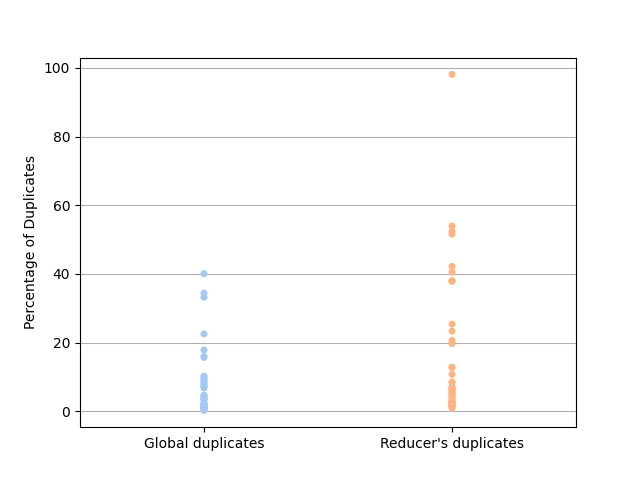 100
80
60
40
20
0
Percentage of Duplicates
Global duplicates
Reducer's duplicates